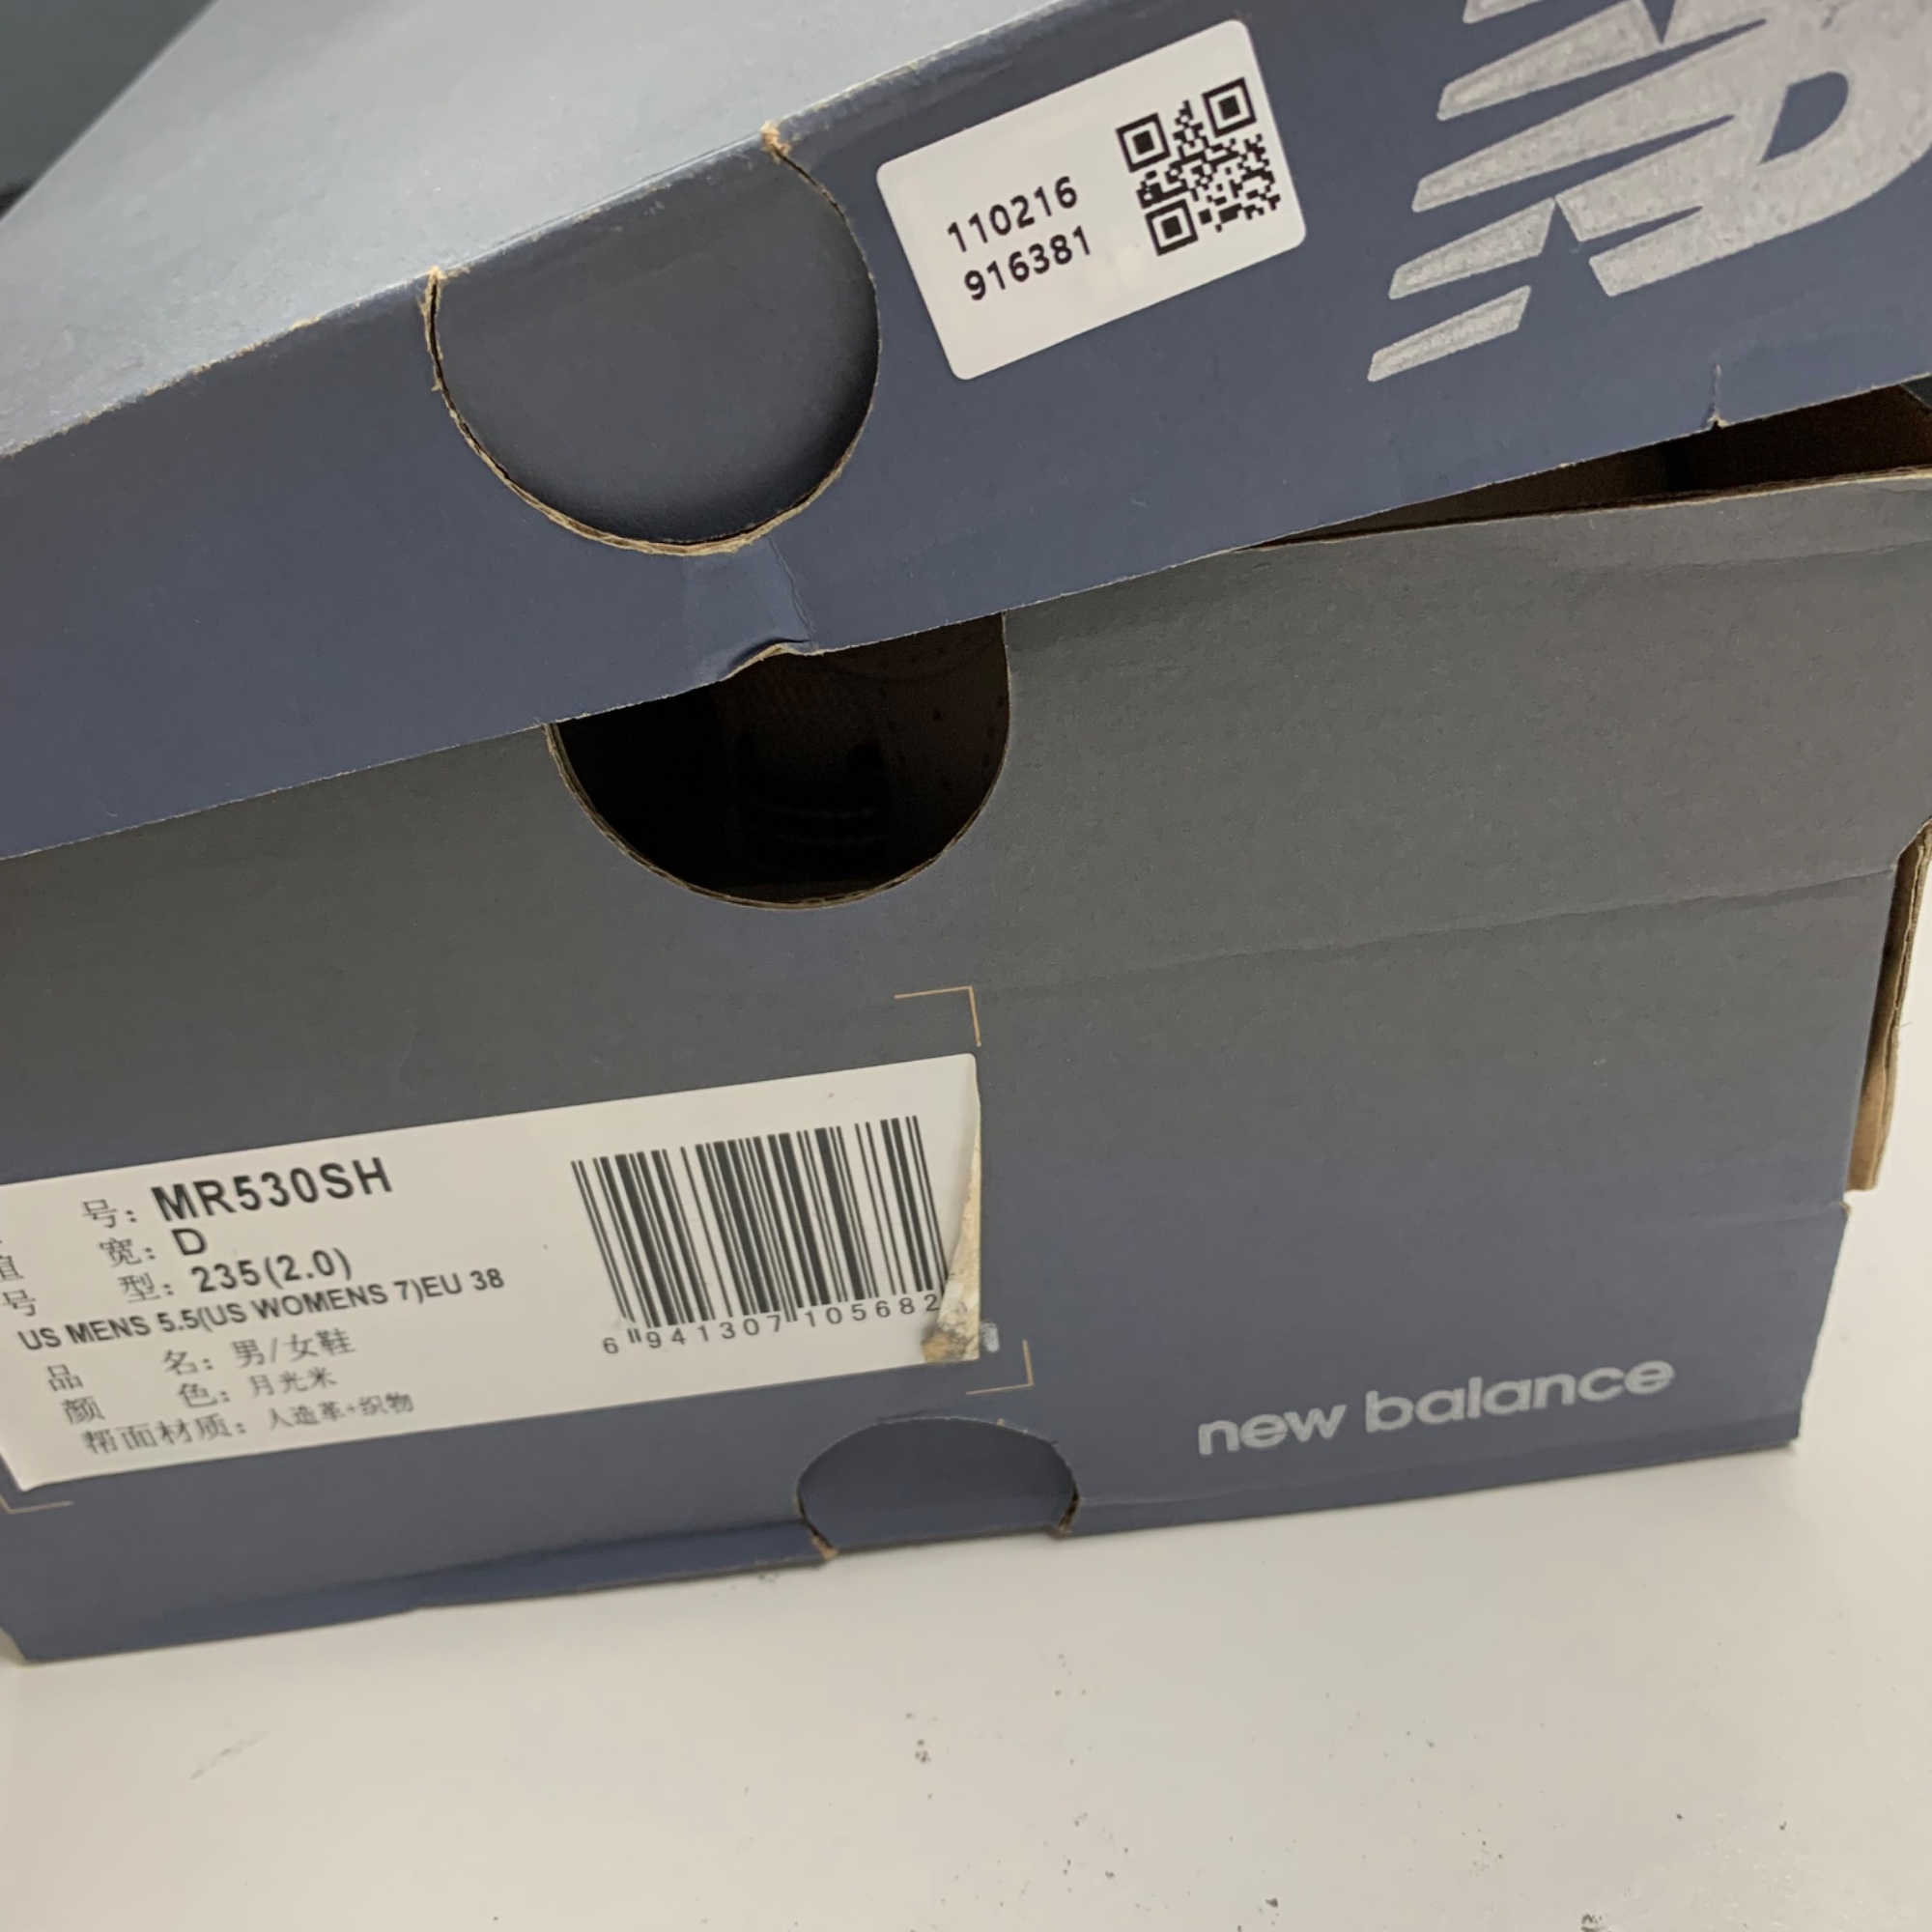 110216
916381
号: MR530SH
宽: D
号 型: 235(2.0)
US MENS 5.5(US WOMENS 7)EU 38
品 名: 男/女鞋
颜 色: 月光米
帮面材质: 人造革+织物
6 941307 105682
new balance